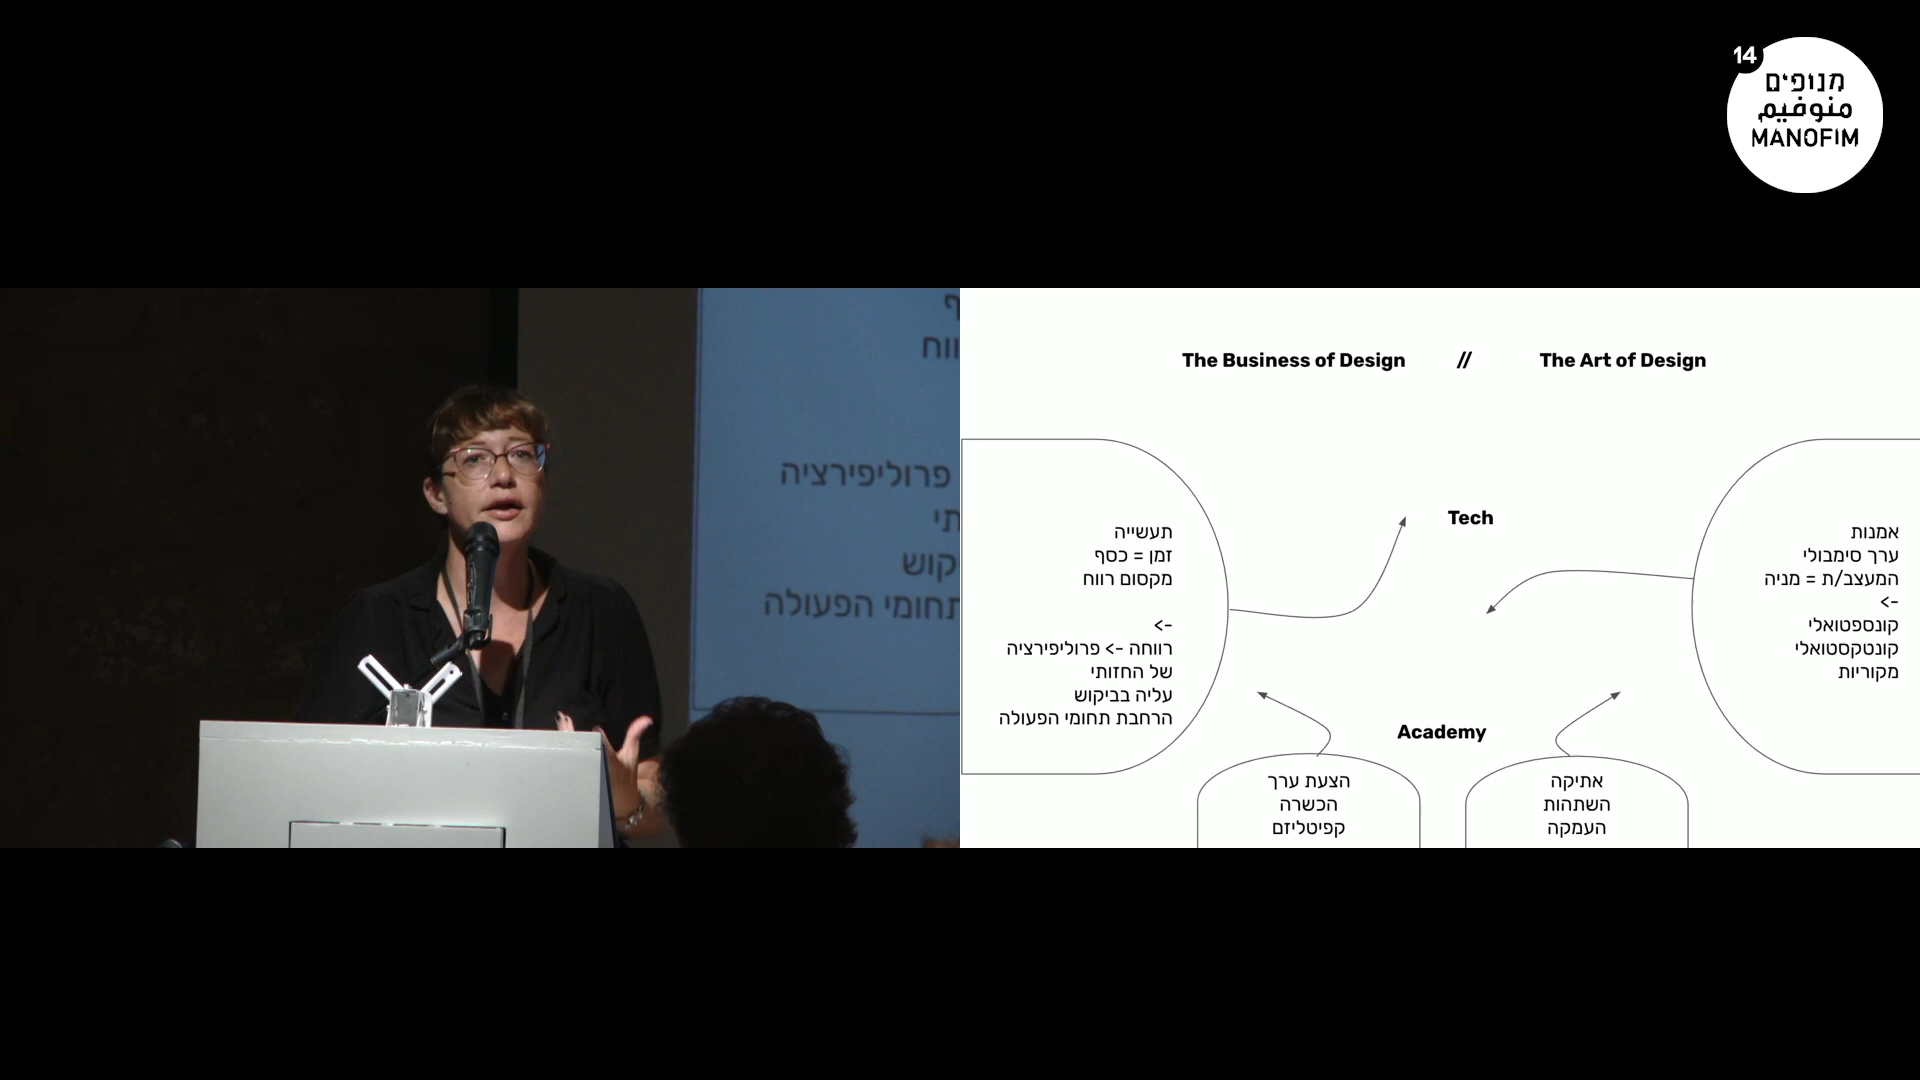 14
מנופים
منوفيم
MANOFIM
ווח
פרוליפירציה
תי
קוש
תחומי הפעולה
The Business of Design // The Art of Design
Tech
תעשייה
זמן = כסף
מקסום רווח
<-
רווחה -> פרוליפירציה
של החזותי
עליה בביקוש
הרחבת תחומי הפעולה
אמנות
ערך סימבולי
המעצב/ת = מניה
<-
קונספטואלי
קונטקסטואלי
מקוריות
Academy
הצעת ערך
הכשרה
קפיטליזם
אתיקה
השתהות
העמקה